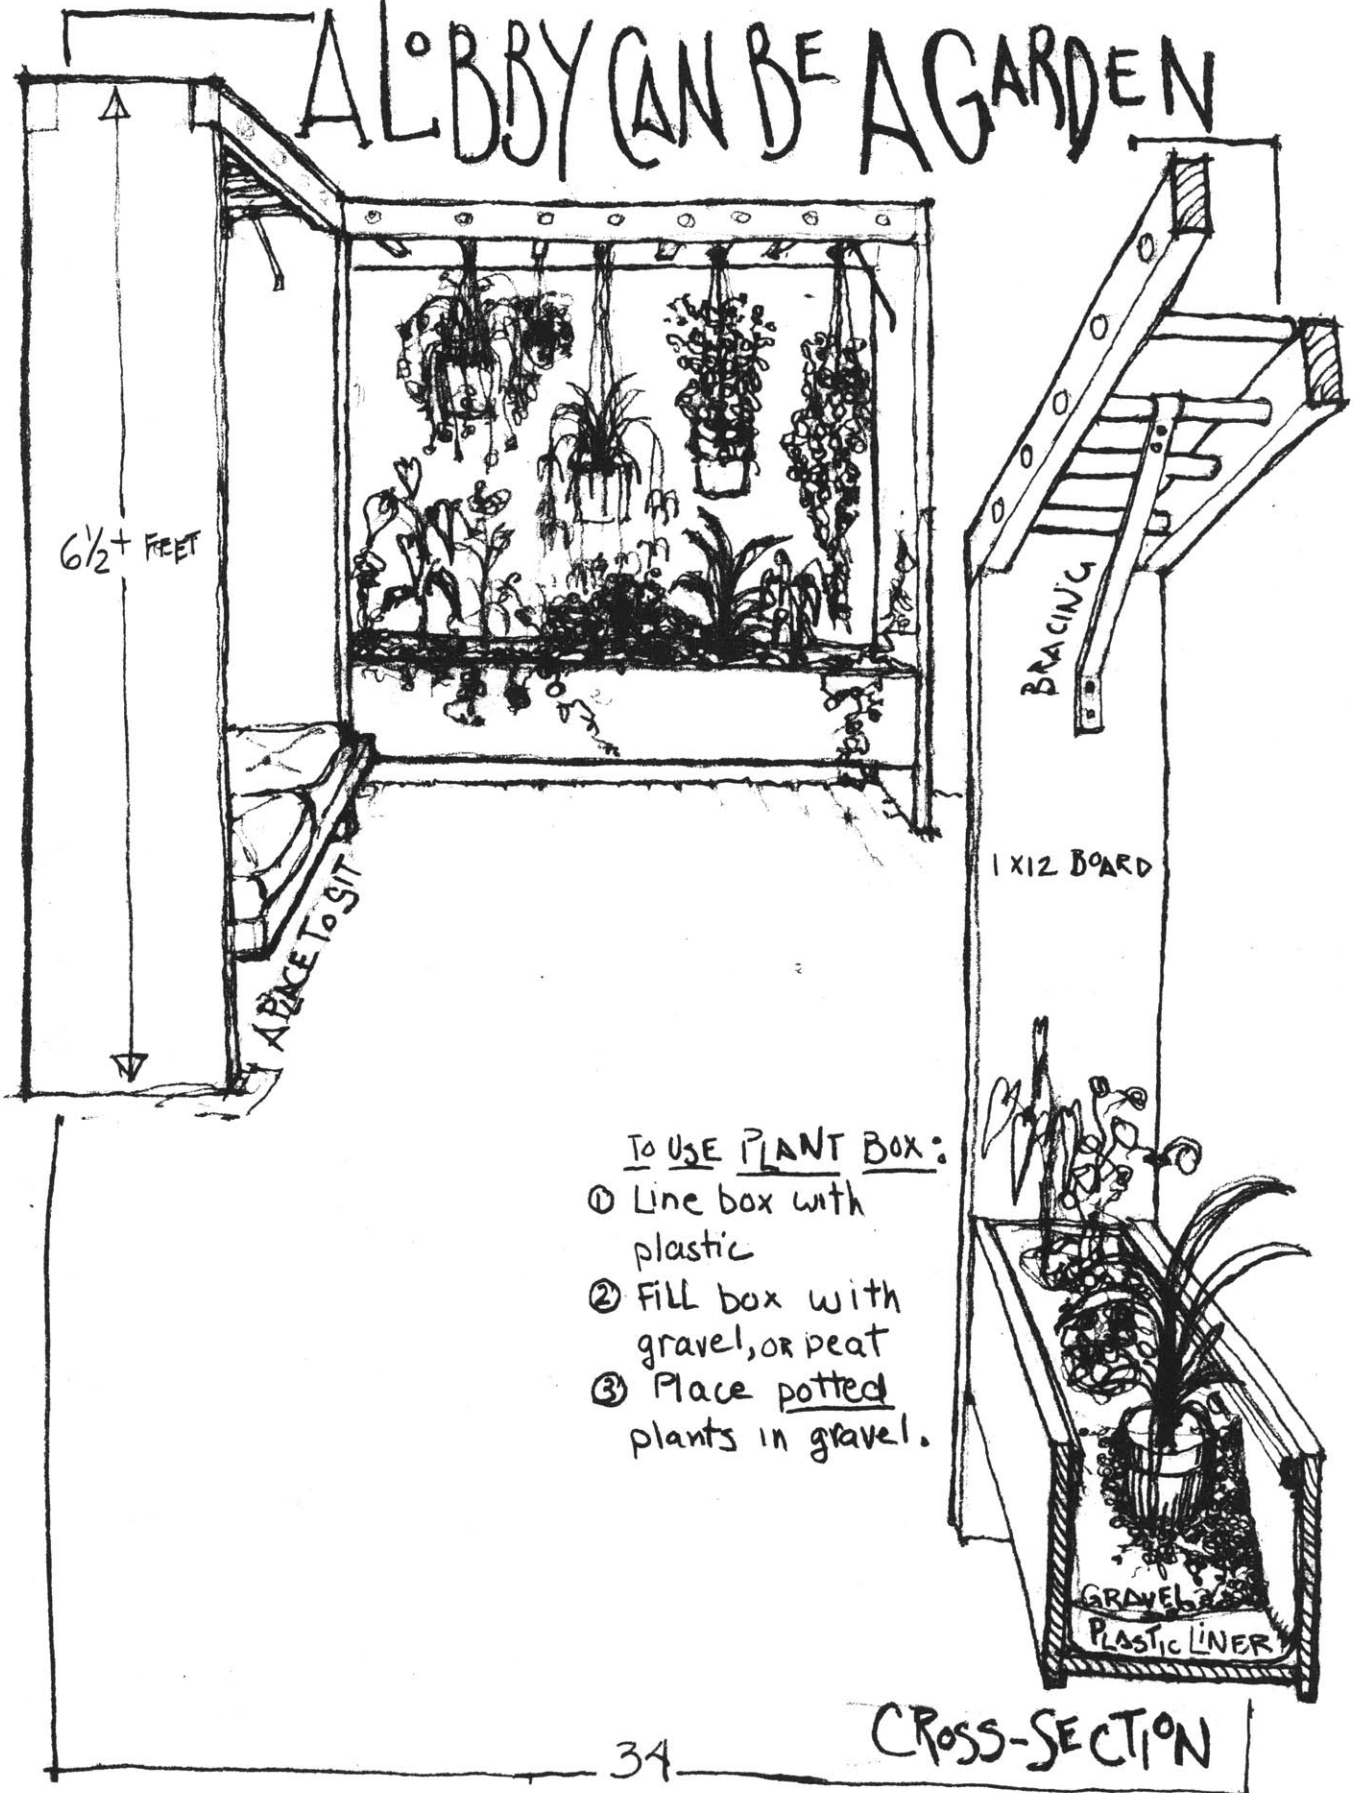 A LOBBY CAN BE A GARDEN
6½+ FEET
BRACING
1 X 12 BOARD
A PLACE TO SIT
TO USE PLANT BOX:
① Line box with
plastic
② FILL box with
gravel, OR peat
③ Place potted
plants in gravel.
GRAVEL
PLASTIC LINER
CROSS-SECTION
34